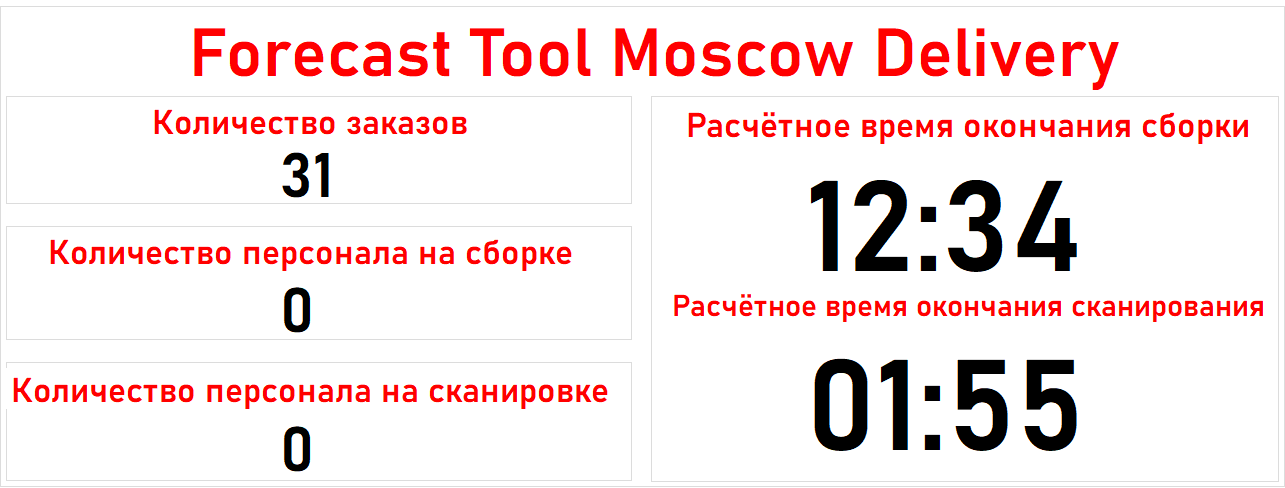 Forecast Tool Moscow Delivery
Количество заказов
31
Количество персонала на сборке
0
Количество персонала на сканировке
0
Расчётное время окончания сборки
12:34
Расчётное время окончания сканирования
01:55